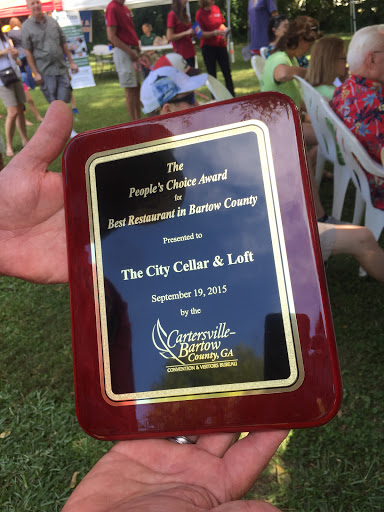 The
People's Choice Award
for
Best Restaurant in Bartow County
Presented to
The City Cellar & Loft
September 19, 2015
by the
Cartersville-
Bartow
County, GA
CONVENTION & VISITORS BUREAU